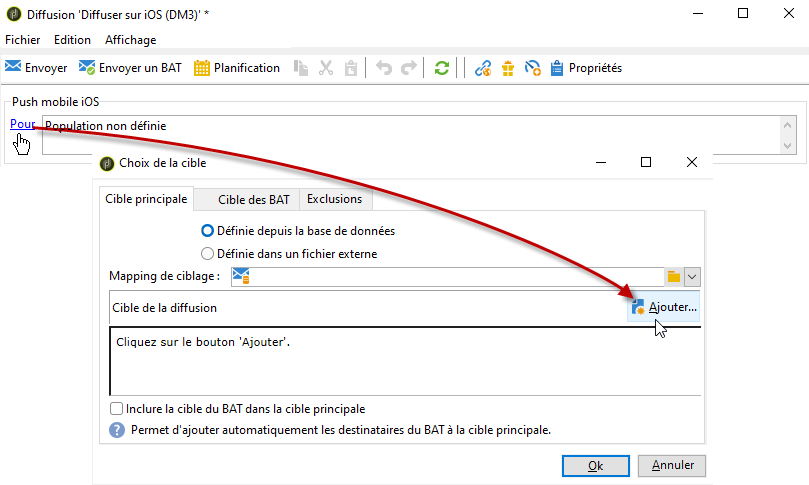 Diffusion 'Diffuser sur iOS (DM3)' *
Fichier Edition Affichage
Envoyer Envoyer un BAT Planification Propriétés
Push mobile iOS
Pour Population non définie
Choix de la cible
Cible principale Cible des BAT Exclusions
Définie depuis la base de données
Définie dans un fichier externe
Mapping de ciblage :
Cible de la diffusion Ajouter...
Cliquez sur le bouton 'Ajouter'.
Inclure la cible du BAT dans la cible principale
? Permet d'ajouter automatiquement les destinataires du BAT à la cible principale.
Ok Annuler